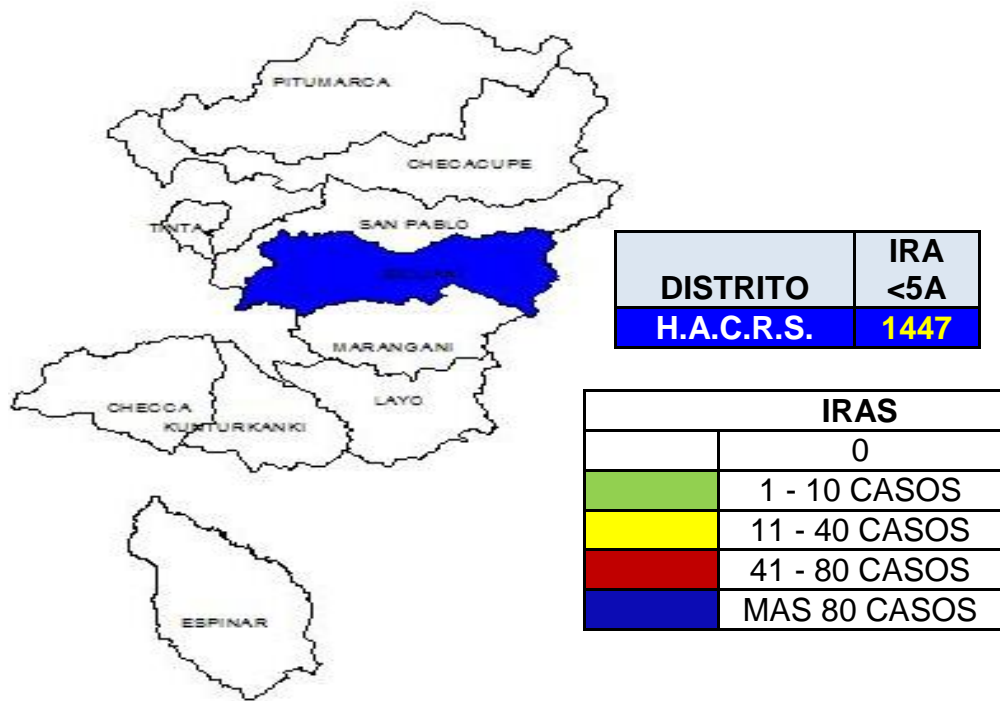 PITUMARCA
CHECACUPE
TINTA
SAN PABLO
MARANGANI
CHECCA
KUNTURKANKI
LAYO
ESPINAR
DISTRITO
IRA
<5A
H.A.C.R.S.
1447
IRAS
0
1 - 10 CASOS
11 - 40 CASOS
41 - 80 CASOS
MAS 80 CASOS